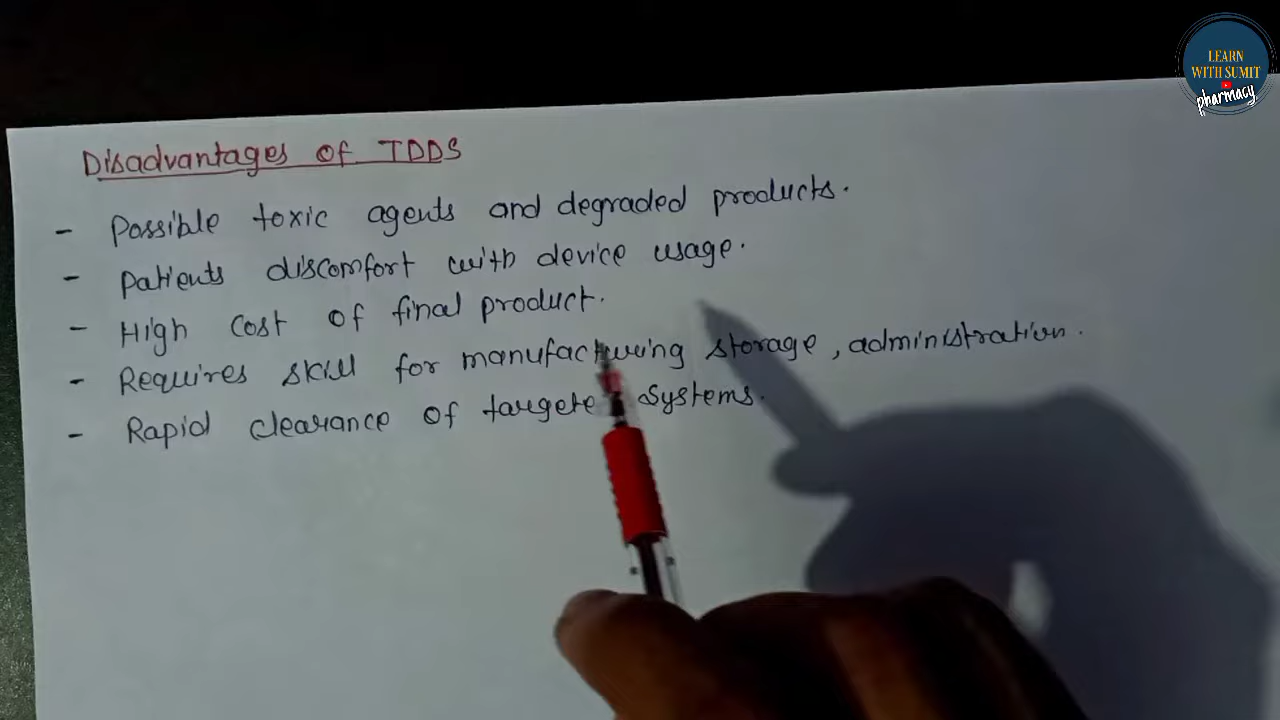 LEARN
WITH SUMIT
pharmacy
Disadvantages of TDDS
- Possible toxic agents and degraded products.
- Patients discomfort with device usage.
- High cost of final product.
- Requires skill for manufacturing storage, administration.
- Rapid clearance of targete systems.